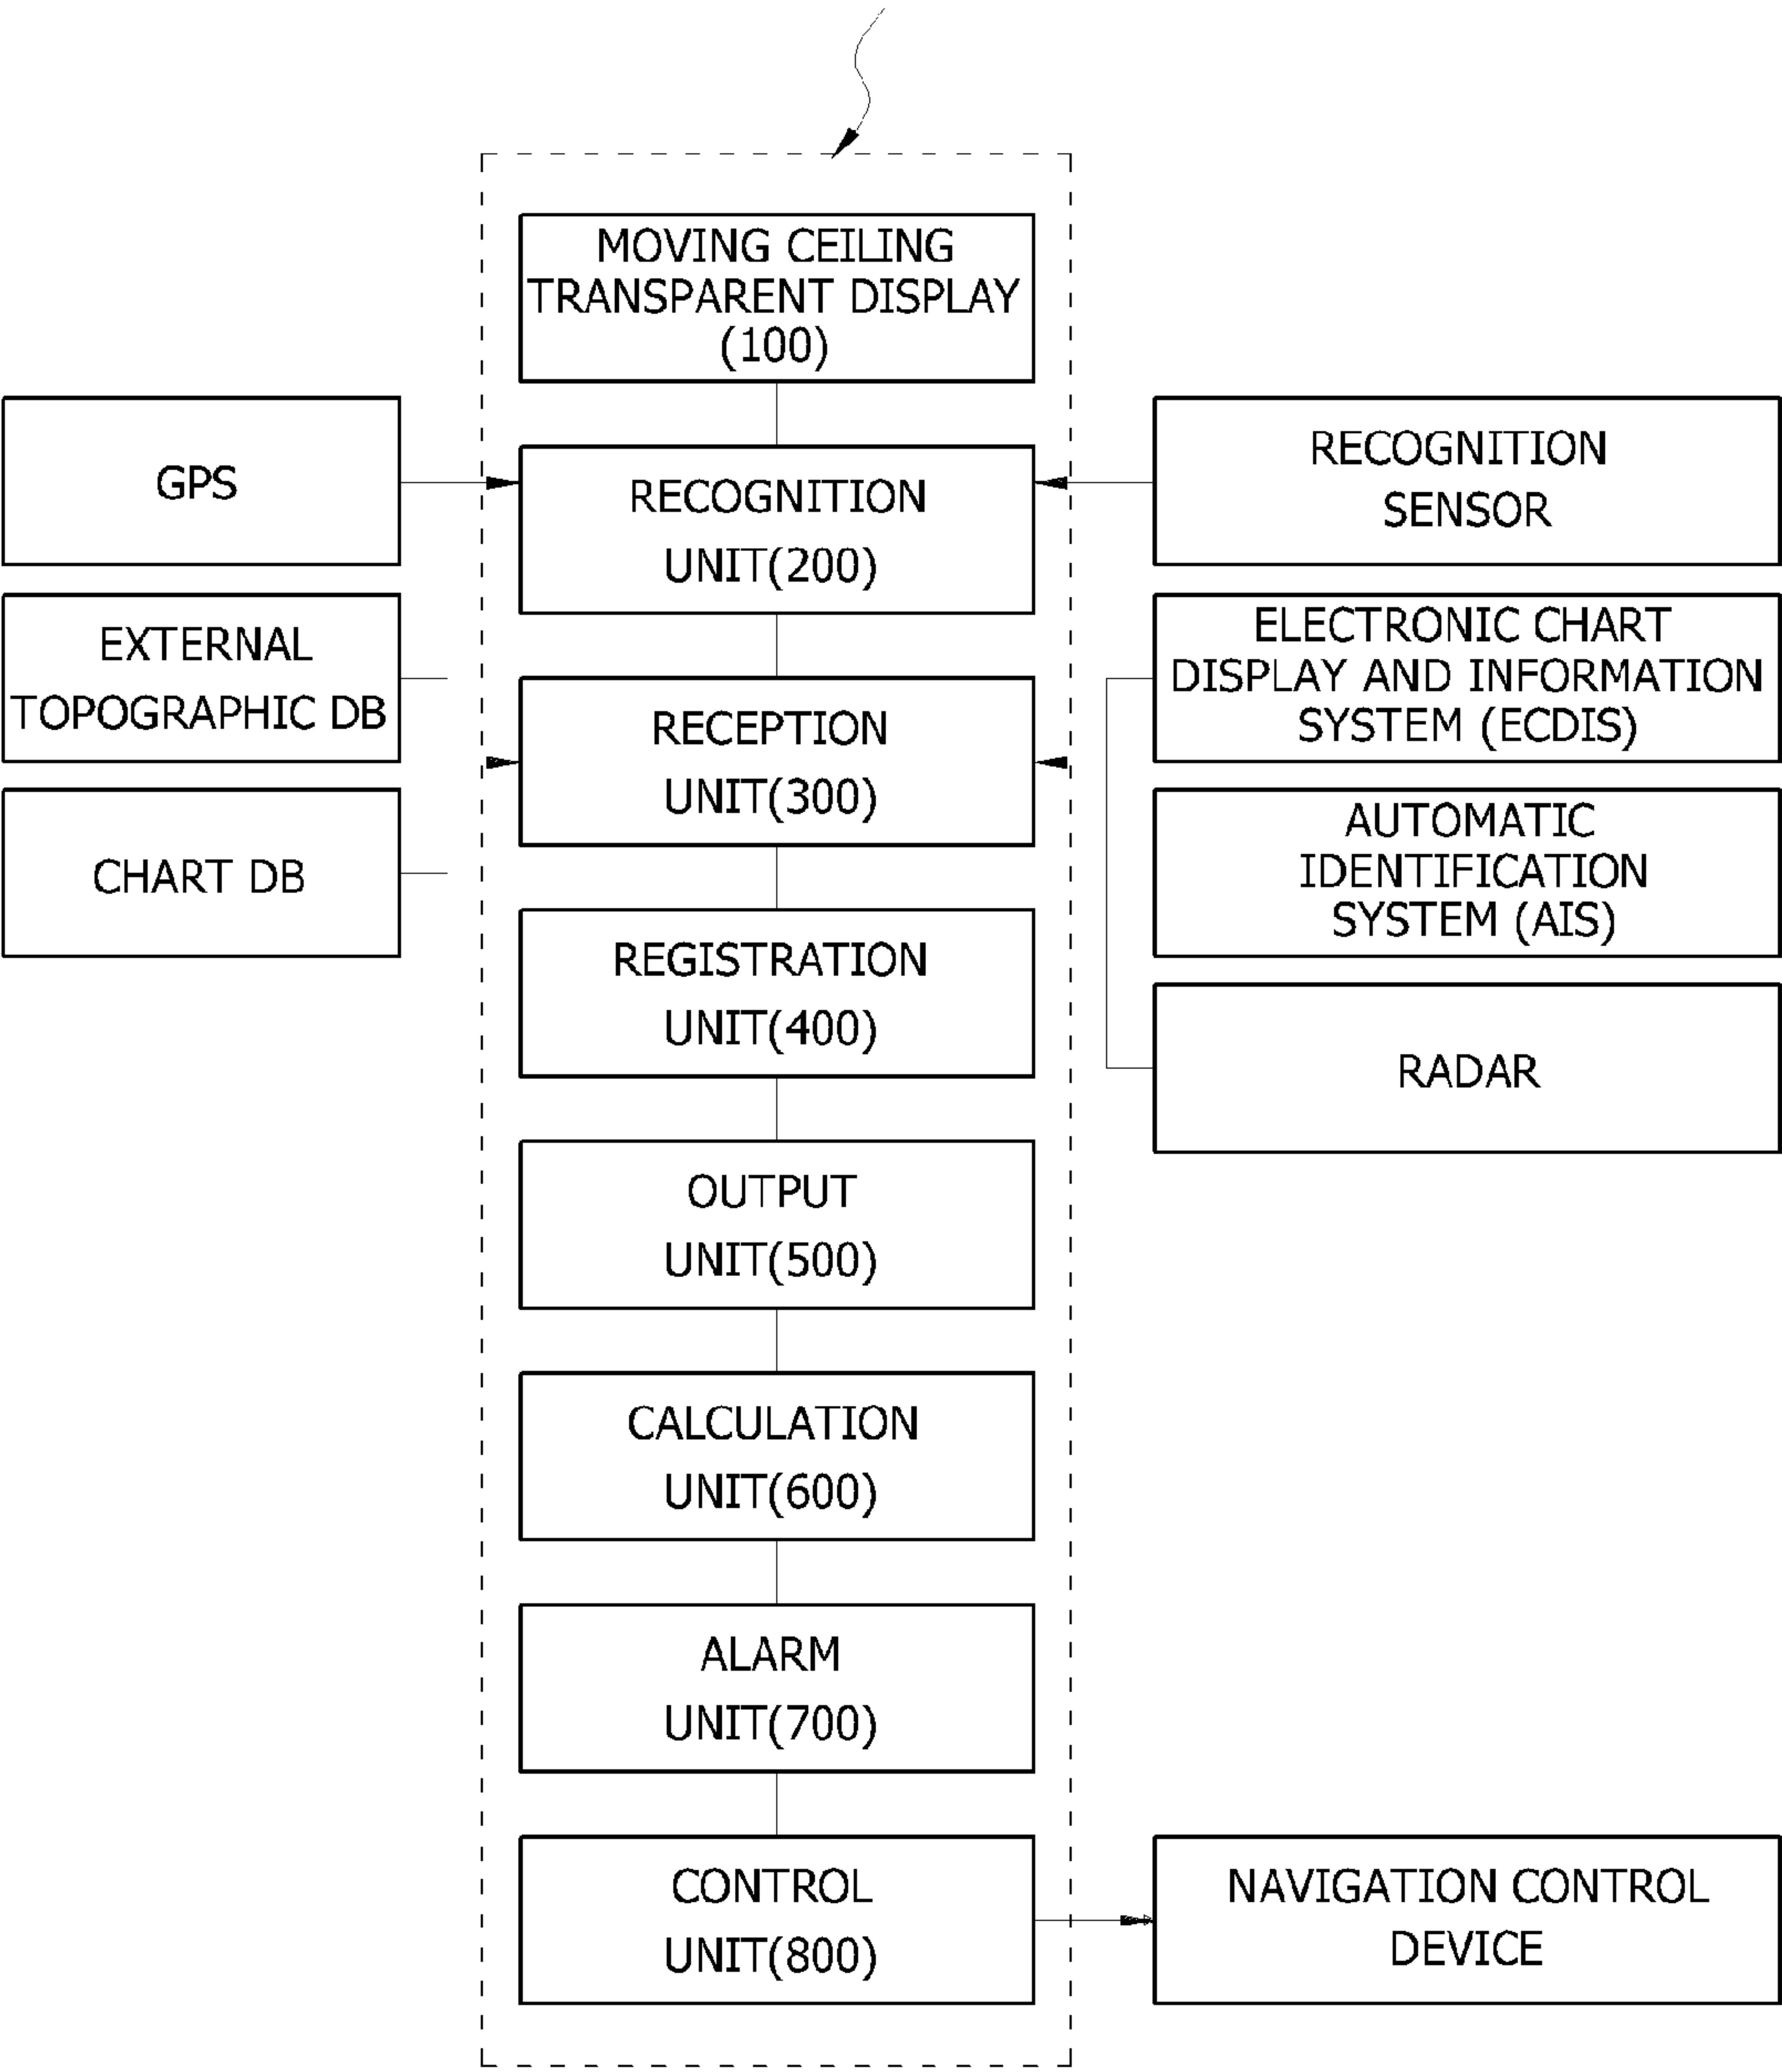 MOVING CEILING
TRANSPARENT DISPLAY
(100)
GPS
RECOGNITION
UNIT(200)
RECOGNITION
SENSOR
EXTERNAL
TOPOGRAPHIC DB
RECEPTION
UNIT(300)
ELECTRONIC CHART
DISPLAY AND INFORMATION
SYSTEM (ECDIS)
CHART DB
AUTOMATIC
IDENTIFICATION
SYSTEM (AIS)
REGISTRATION
UNIT(400)
RADAR
OUTPUT
UNIT(500)
CALCULATION
UNIT(600)
ALARM
UNIT(700)
CONTROL
UNIT(800)
NAVIGATION CONTROL
DEVICE